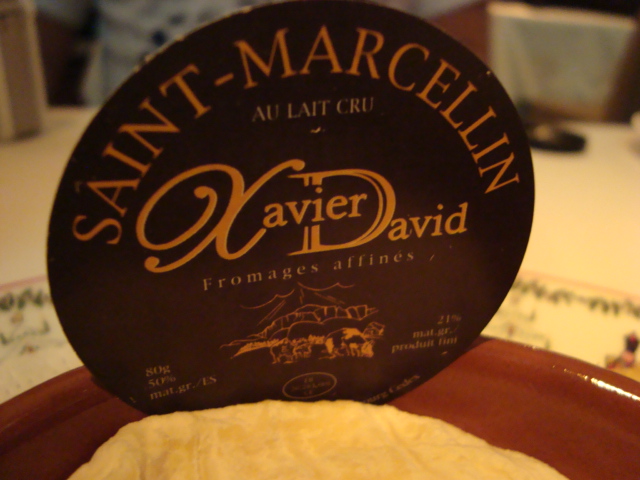 SAINT-MARCELLIN
AU LAIT CRU
Xavier David
Fromages affinés
80g
50%
mat.gr./ES
21%
mat.gr./
produit fini
Cedex